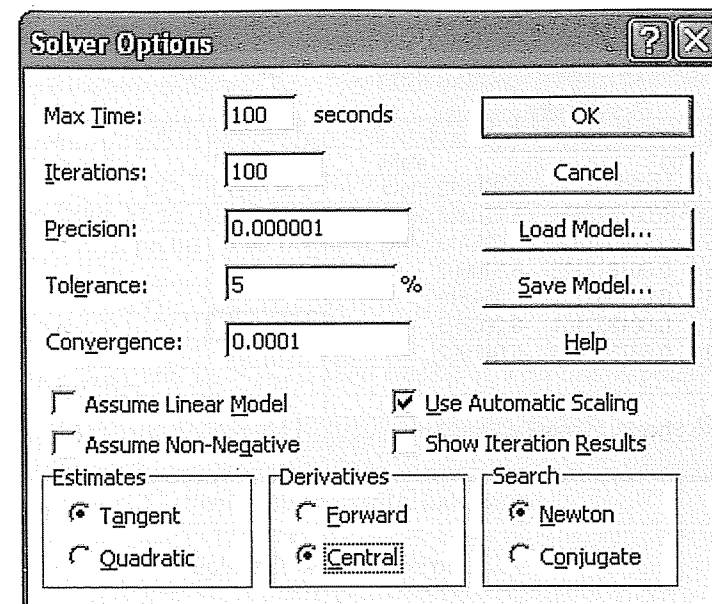 Solver Options
Max Time: 100 seconds OK
Iterations: 100 Cancel
Precision: 0.000001 Load Model...
Tolerance: 5 % Save Model...
Convergence: 0.0001 Help
Assume Linear Model Use Automatic Scaling
Assume Non-Negative Show Iteration Results
Estimates Derivatives Search
Tangent Forward Newton
Quadratic Central Conjugate